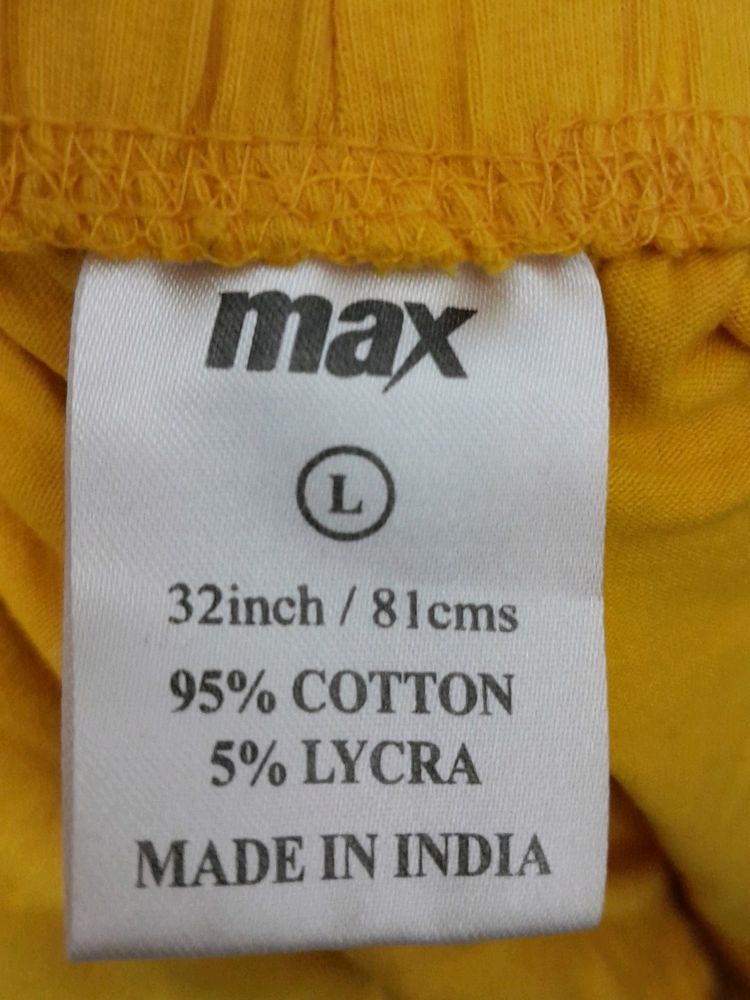 max
L
32inch / 81cms
95% COTTON
5% LYCRA
MADE IN INDIA